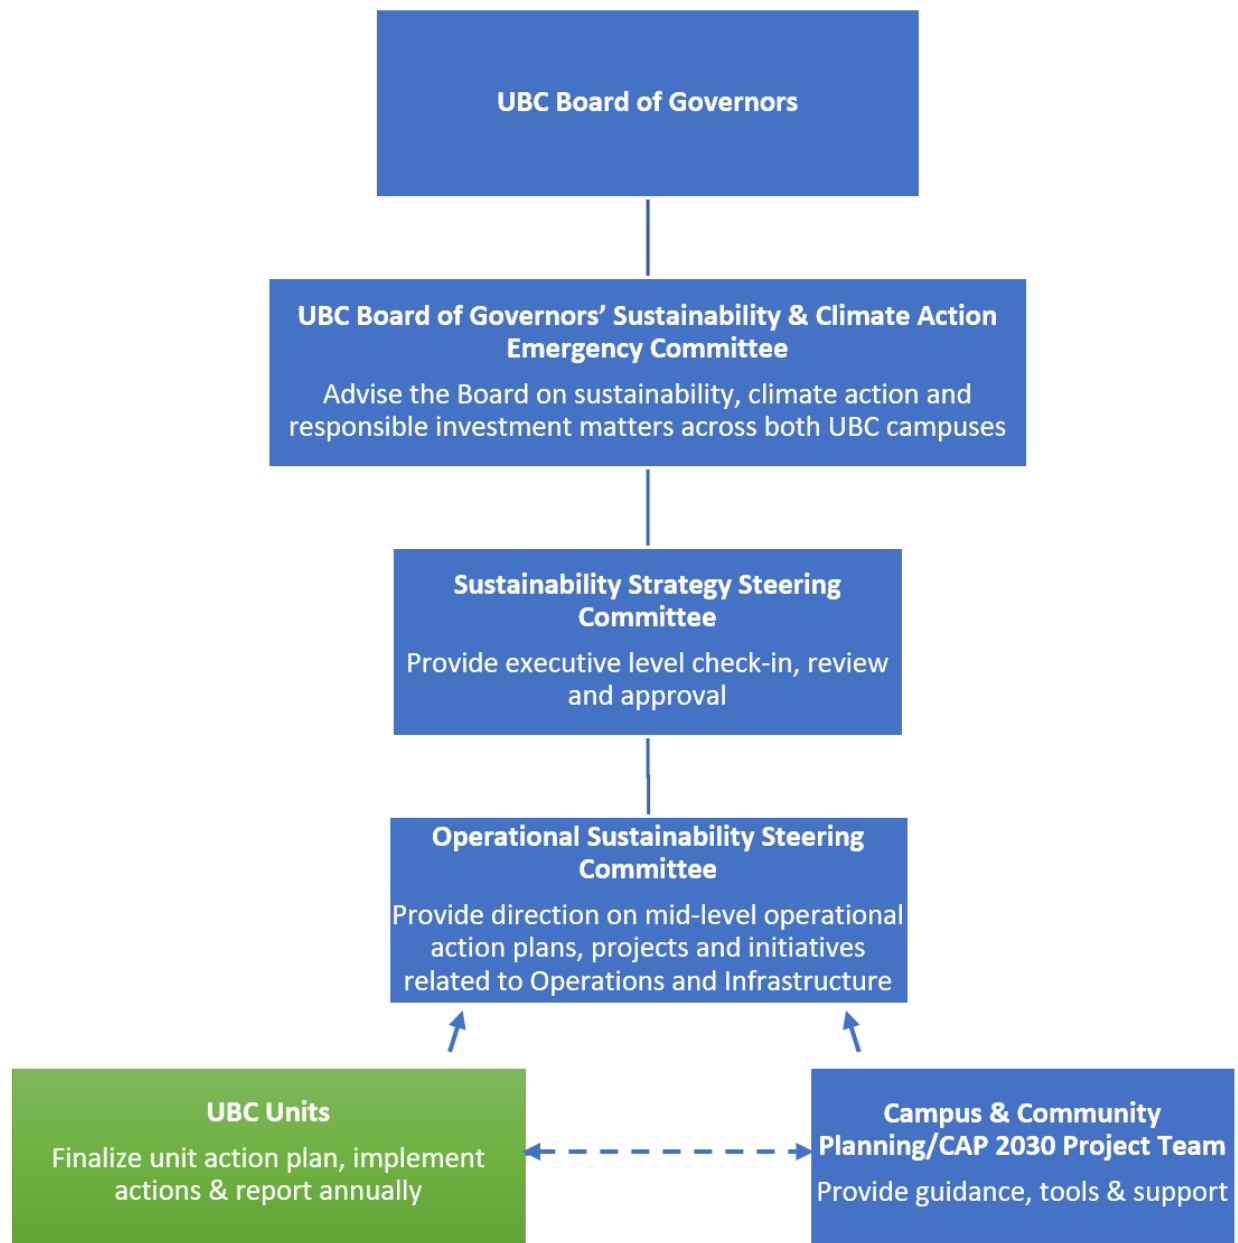 UBC Board of Governors
UBC Board of Governors’ Sustainability & Climate Action
Emergency Committee
Advise the Board on sustainability, climate action and
responsible investment matters across both UBC campuses
Sustainability Strategy Steering
Committee
Provide executive level check-in, review
and approval
Operational Sustainability Steering
Committee
Provide direction on mid-level operational
action plans, projects and initiatives
related to Operations and Infrastructure
UBC Units
Finalize unit action plan, implement
actions & report annually
Campus & Community
Planning/CAP 2030 Project Team
Provide guidance, tools & support